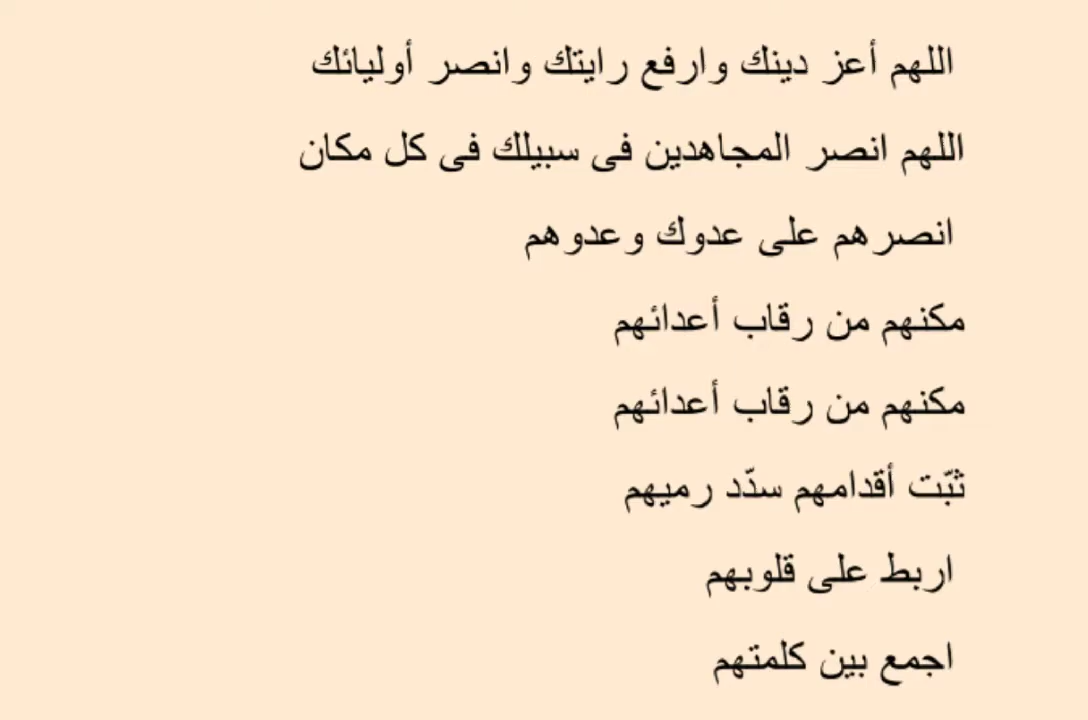 اللهم أعز دينك وارفع رايتك وانصر أوليائك
اللهم انصر المجاهدين فى سبيلك فى كل مكان
انصرهم على عدوك وعدوهم
مكنهم من رقاب أعدائهم
مكنهم من رقاب أعدائهم
ثبّت أقدامهم سدّد رميهم
اربط على قلوبهم
اجمع بين كلمتهم